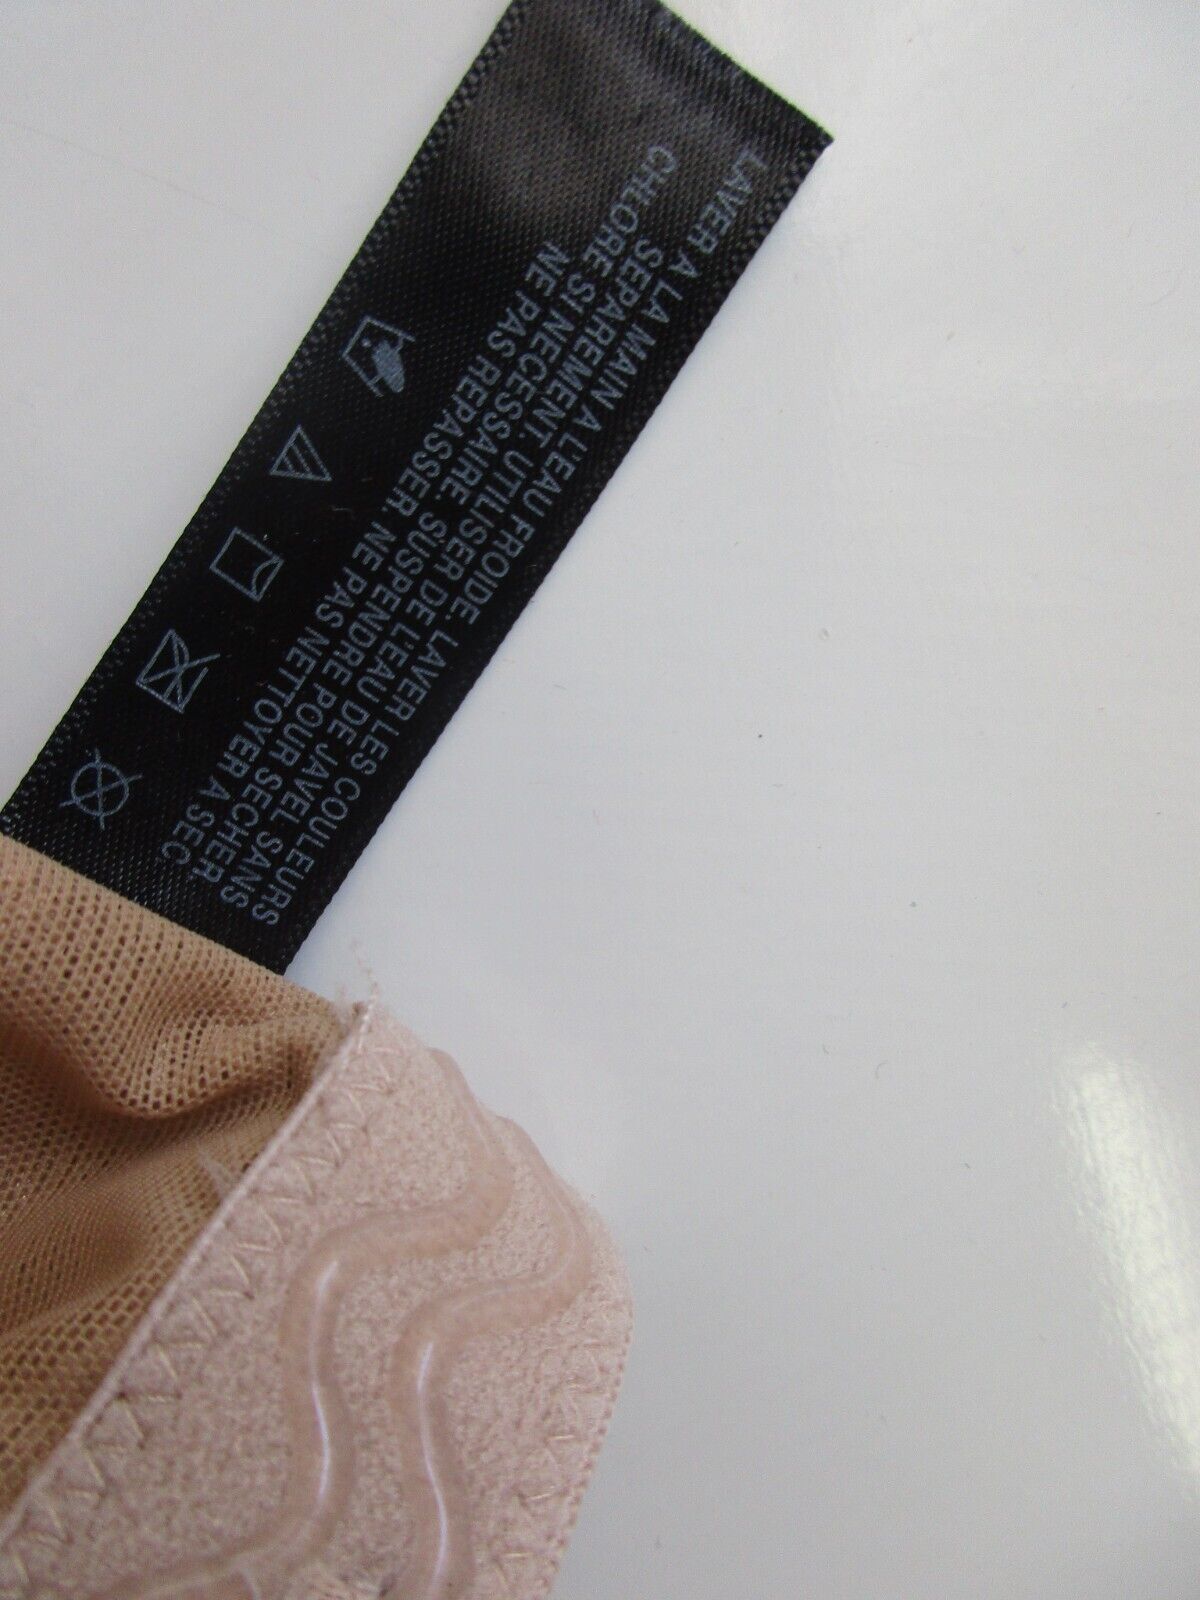 LAVER A LA MAIN A L'EAU FROIDE. LAVER LES COULEURS
SEPAREMENT. UTILISER DE L'EAU DE JAVEL SANS
CHLORE SI NECESSAIRE. SUSPENDRE POUR SECHER.
NE PAS REPASSER. NE PAS NETTOYER A SEC.